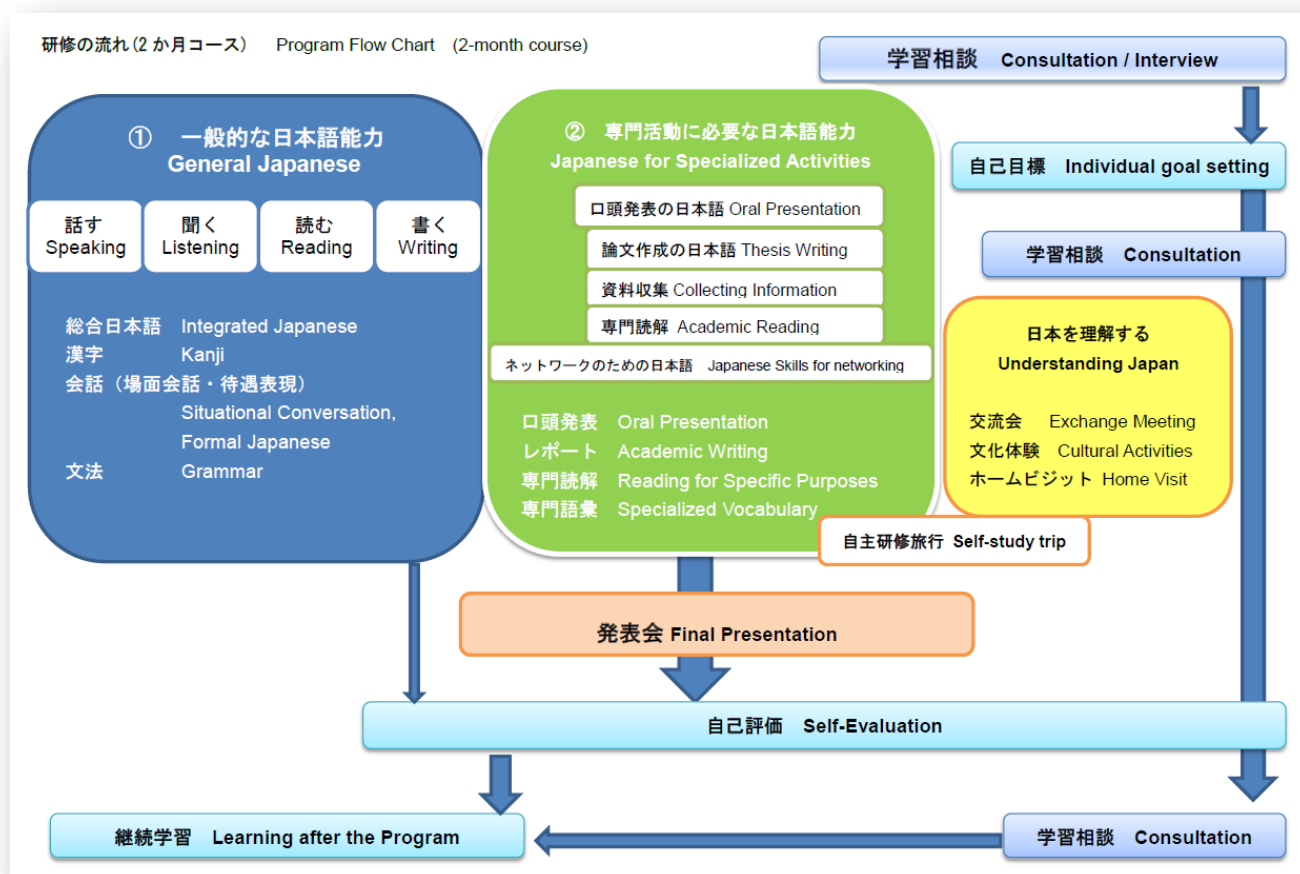 研修の流れ(2か月コース) Program Flow Chart (2-month course)
学習相談 Consultation / Interview
① 一般的な日本語能力
General Japanese
話す
Speaking
聞く
Listening
読む
Reading
書く
Writing
総合日本語 Integrated Japanese
漢字 Kanji
会話(場面会話・待遇表現)
Situational Conversation,
Formal Japanese
文法 Grammar
② 専門活動に必要な日本語能力
Japanese for Specialized Activities
口頭発表の日本語 Oral Presentation
論文作成の日本語 Thesis Writing
資料収集 Collecting Information
専門読解 Academic Reading
ネットワークのための日本語 Japanese Skills for networking
口頭発表 Oral Presentation
レポート Academic Writing
専門読解 Reading for Specific Purposes
専門語彙 Specialized Vocabulary
自己目標 Individual goal setting
学習相談 Consultation
日本を理解する
Understanding Japan
交流会 Exchange Meeting
文化体験 Cultural Activities
ホームビジット Home Visit
自主研修旅行 Self-study trip
発表会 Final Presentation
自己評価 Self-Evaluation
継続学習 Learning after the Program
学習相談 Consultation